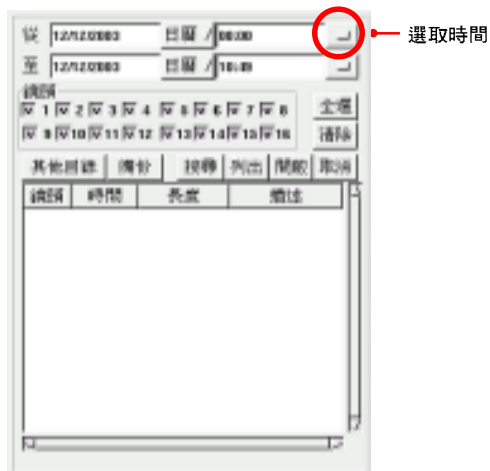 從 12/12/2003 日曆 / 00:00
選取時間
至 12/12/2003 日曆 /
鏡頭
1 2 3 4 5 6 7 8 全選
9 10 11 12 13 14 15 16 清除
其他目錄 備份 搜尋 列出 開啟 取消
鏡頭 時間 長度 描述